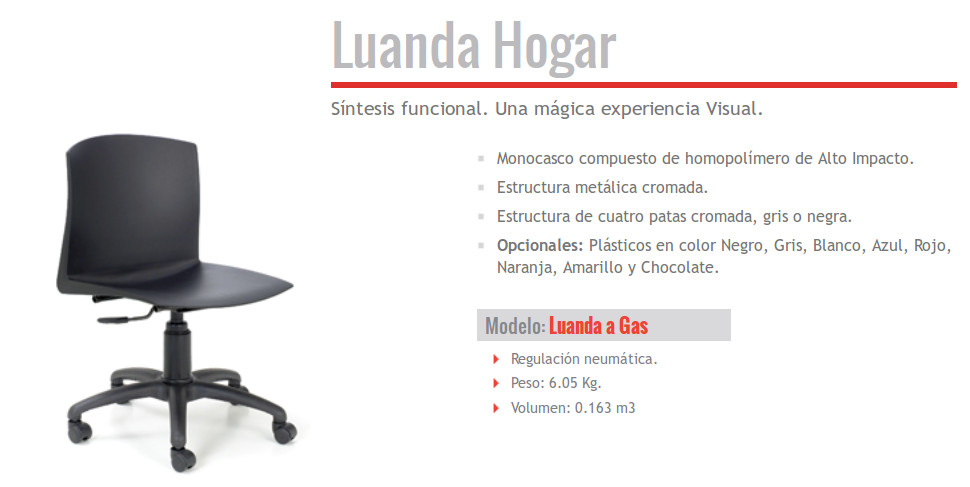 Luanda Hogar
Síntesis funcional. Una mágica experiencia Visual.
Monocasco compuesto de homopolímero de Alto Impacto.
Estructura metálica cromada.
Estructura de cuatro patas cromada, gris o negra.
Opcionales: Plásticos en color Negro, Gris, Blanco, Azul, Rojo,
Naranja, Amarillo y Chocolate.
Modelo: Luanda a Gas
Regulación neumática.
Peso: 6.05 Kg.
Volumen: 0.163 m3